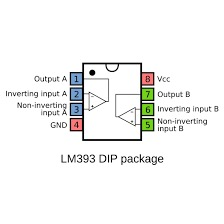 Output A 1 8 Vcc
Inverting input A 2 7 Output B
Non-inverting
input A 3 6 Inverting input B
GND 4 5 Non-inverting
input B
LM393 DIP package